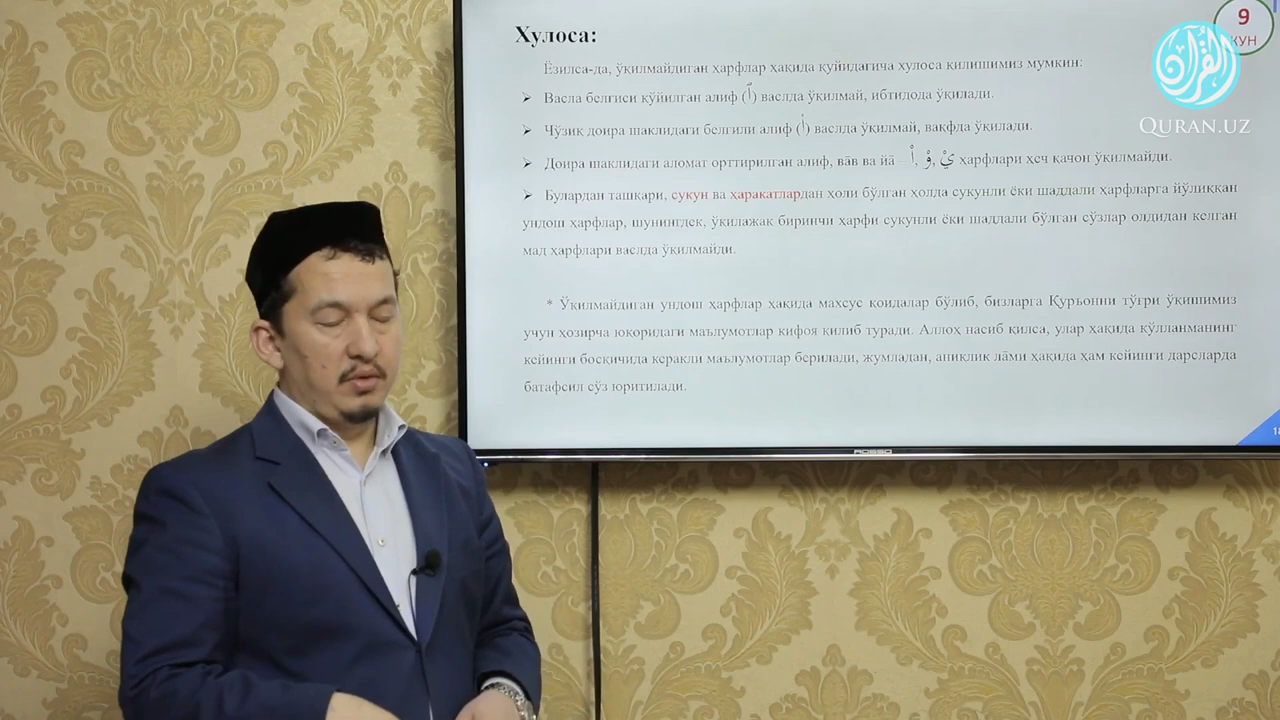 Хулоса:
Ёзилса-да, ўқилмайдиган ҳарфлар ҳақида қуйидагича хулоса қилишимиз мумкин:
➢ Васла белгиси қўйилган алиф (ٱ) васлда ўқилмай, ибтидода ўқилади.
➢ Чўзиқ доира шаклидаги белгили алиф (ا۠) васлда ўқилмай, вақфда ўқилади.
➢ Доира шаклидаги аломат орттирилган алиф, вāв ва йā – اْ, وْ, يْ ҳарфлари ҳеч қачон ўқилмайди.
➢ Булардан ташқари, сукун ва ҳаракатлардан холи бўлган ҳолда сукунли ёки шаддали ҳарфларга йўлиққан
ундош ҳарфлар, шунингдек, ўқилажак биринчи ҳарфи сукунли ёки шаддали бўлган сўзлар олдидан келган
мад ҳарфлари васлда ўқилмайди.
* Ўқилмайдиган ундош ҳарфлар ҳақида махсус қоидалар бўлиб, бизларга Қуръонни тўғри ўқишимиз
учун ҳозирча юқоридаги маълумотлар кифоя қилиб туради. Аллоҳ насиб қилса, улар ҳақида қўлланманинг
кейинги босқичида керакли маълумотлар берилади, жумладан, аниқлик лāми ҳақида ҳам кейинги дарсларда
батафсил сўз юритилади.
9
КУН
القرآن
QURAN.UZ
ROSSO